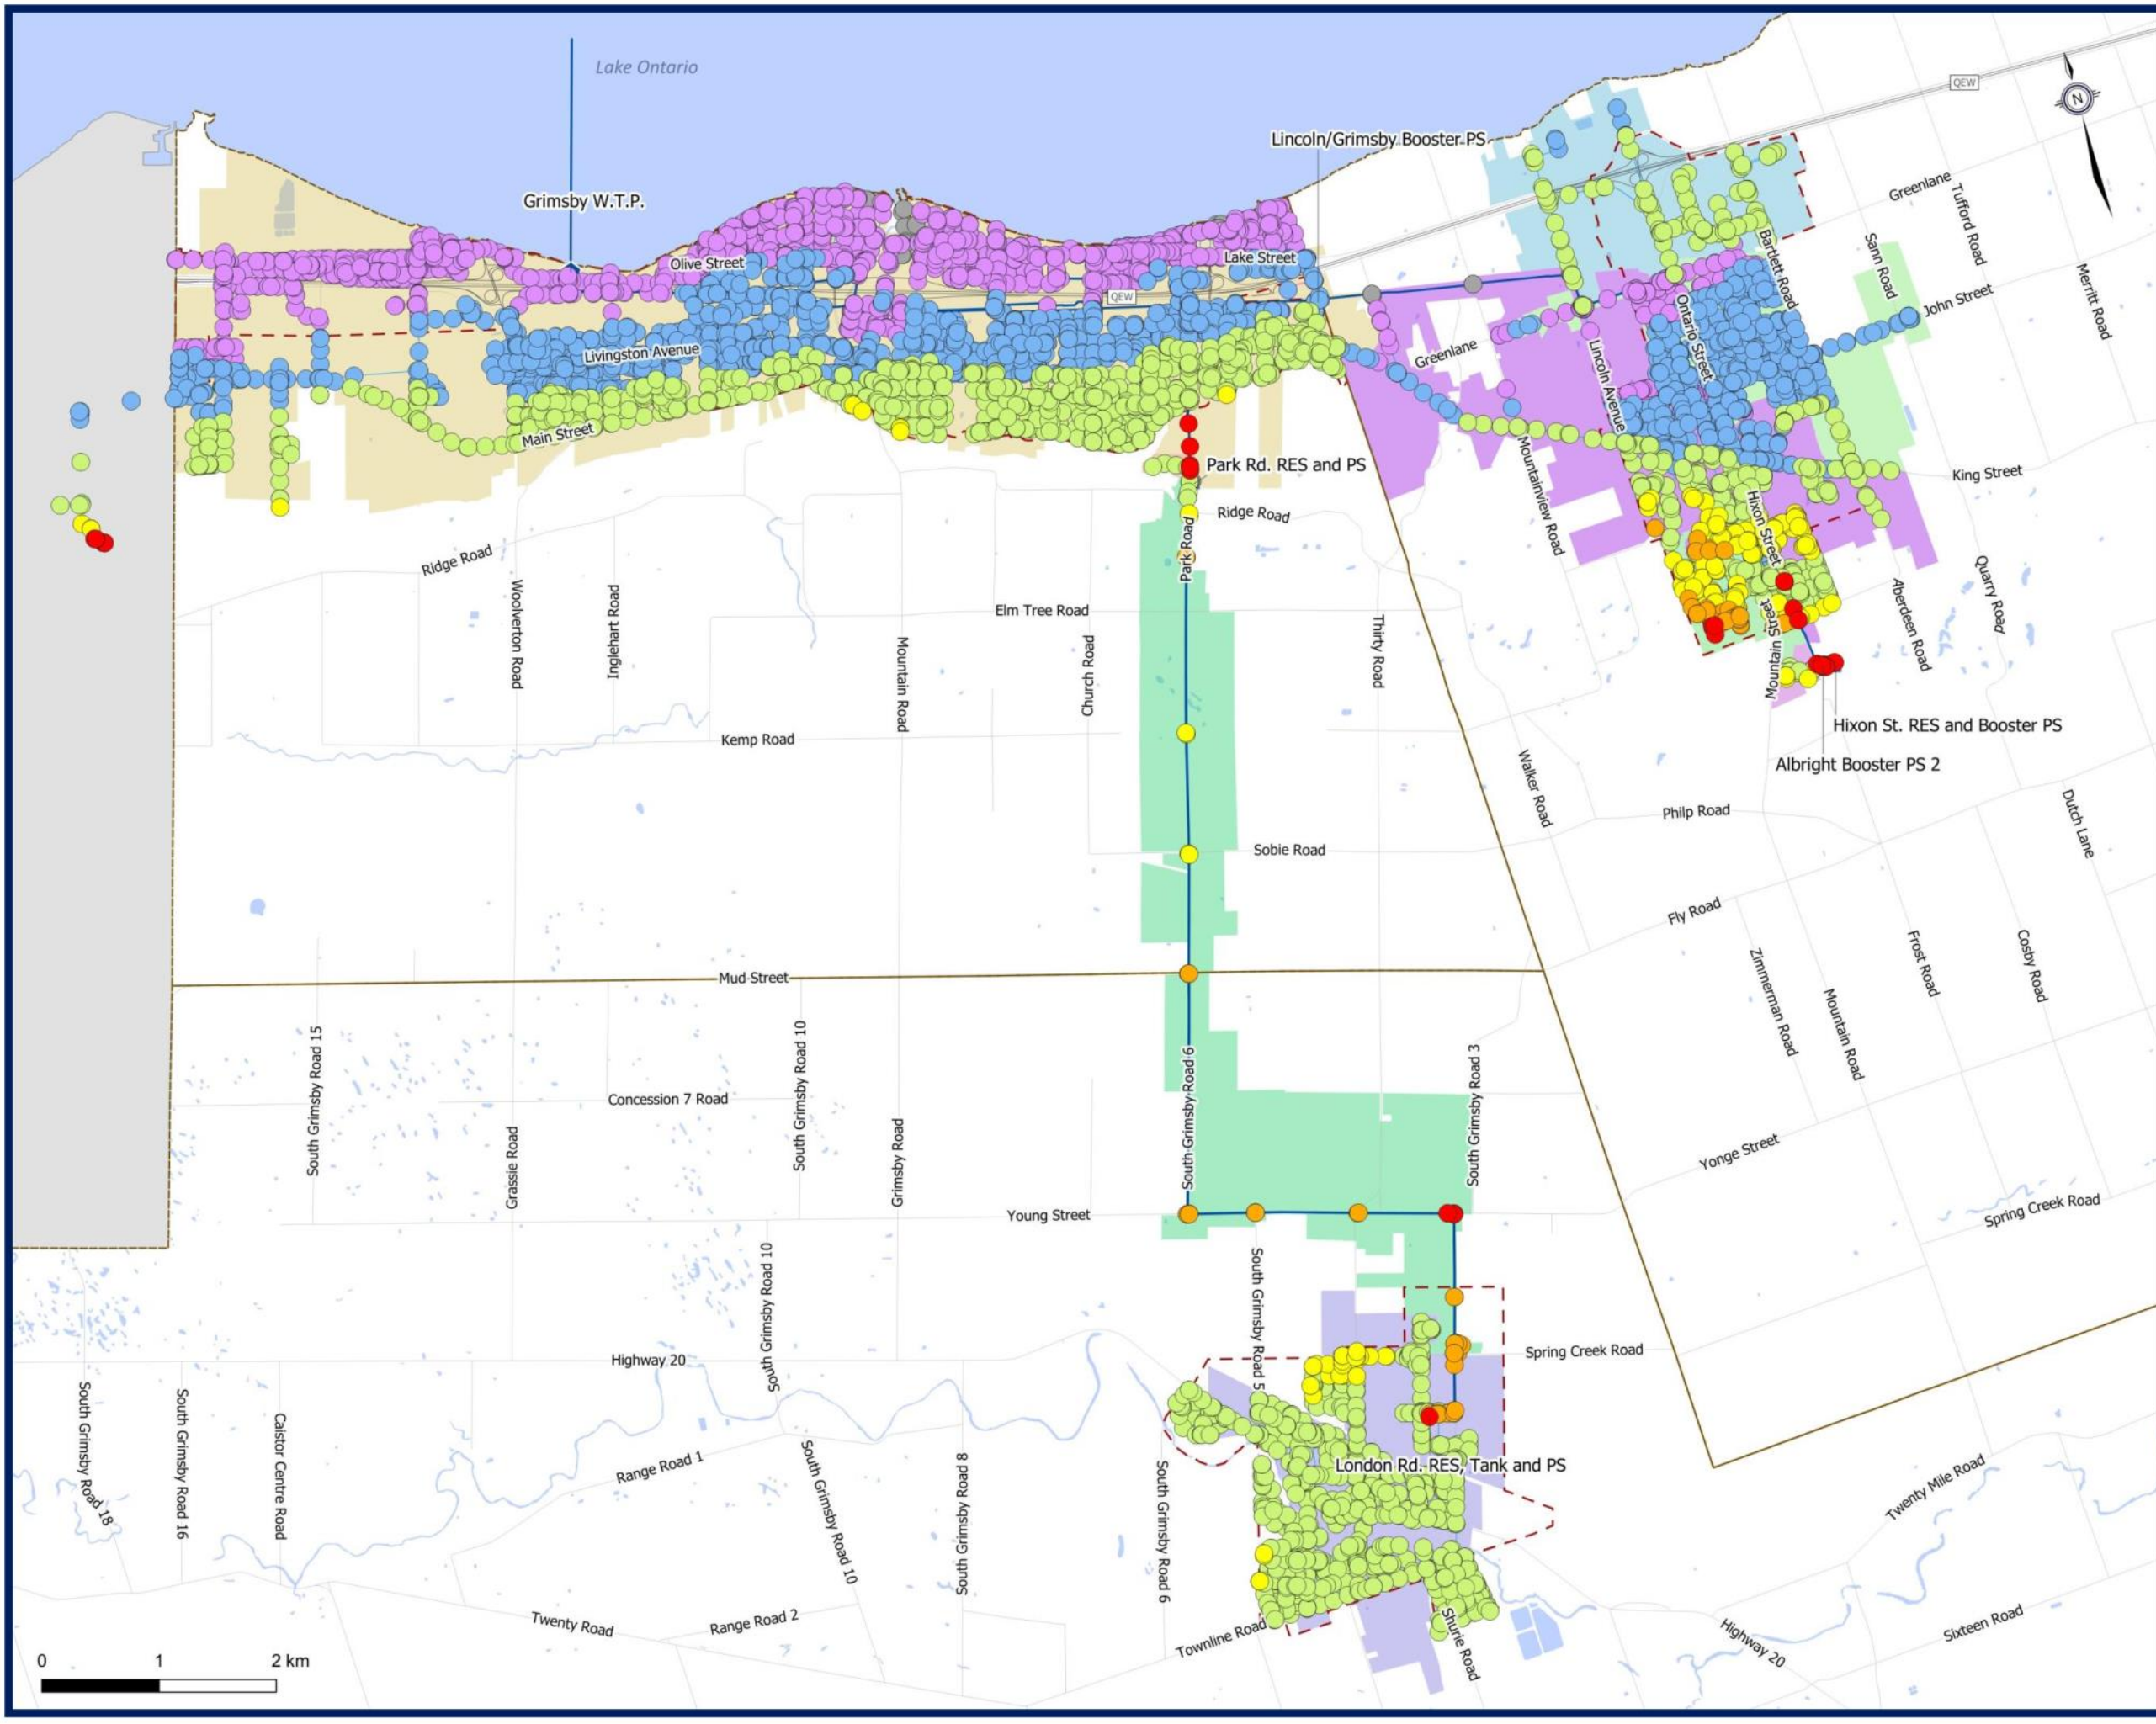 Lake Ontario
QEW
N
Lincoln/Grimsby Booster PS
Grimsby W.T.P.
Greenlane
Tufford Road
Sann Road
Bartlett Road
Merritt Road
Olive Street
Lake Street
QEW
John Street
Ontario Street
Livingston Avenue
Greenlane
Lincoln Avenue
Main Street
Mountainview Road
King Street
Park Rd. RES and PS
Ridge Road
Park Road
Hixon Street
Ridge Road
Quarry Road
Woolverton Road
Inglehart Road
Elm Tree Road
Thirty Road
Aberdeen Road
Mountain Street
Mountain Road
Church Road
Hixon St. RES and Booster PS
Kemp Road
Albright Booster PS 2
Walker Road
Philp Road
Dutch Lane
Sobie Road
Fly Road
Zimmerman Road
Frost Road
Cosby Road
Mud Street
Mountain Road
South Grimsby Road 15
South Grimsby Road 10
South Grimsby Road 6
South Grimsby Road 3
Concession 7 Road
Grassie Road
Grimsby Road
Yonge Street
Young Street
Spring Creek Road
South Grimsby Road 10
South Grimsby Road 5
Highway 20
Spring Creek Road
South Grimsby Road 18
South Grimsby Road 16
Caistor Centre Road
Range Road 1
South Grimsby Road 10
South Grimsby Road 8
South Grimsby Road 6
London Rd. RES, Tank and PS
Twenty Mile Road
Twenty Road
Range Road 2
Townline Road
Shurie Road
Highway 20
Sixteen Road
0 1 2 km